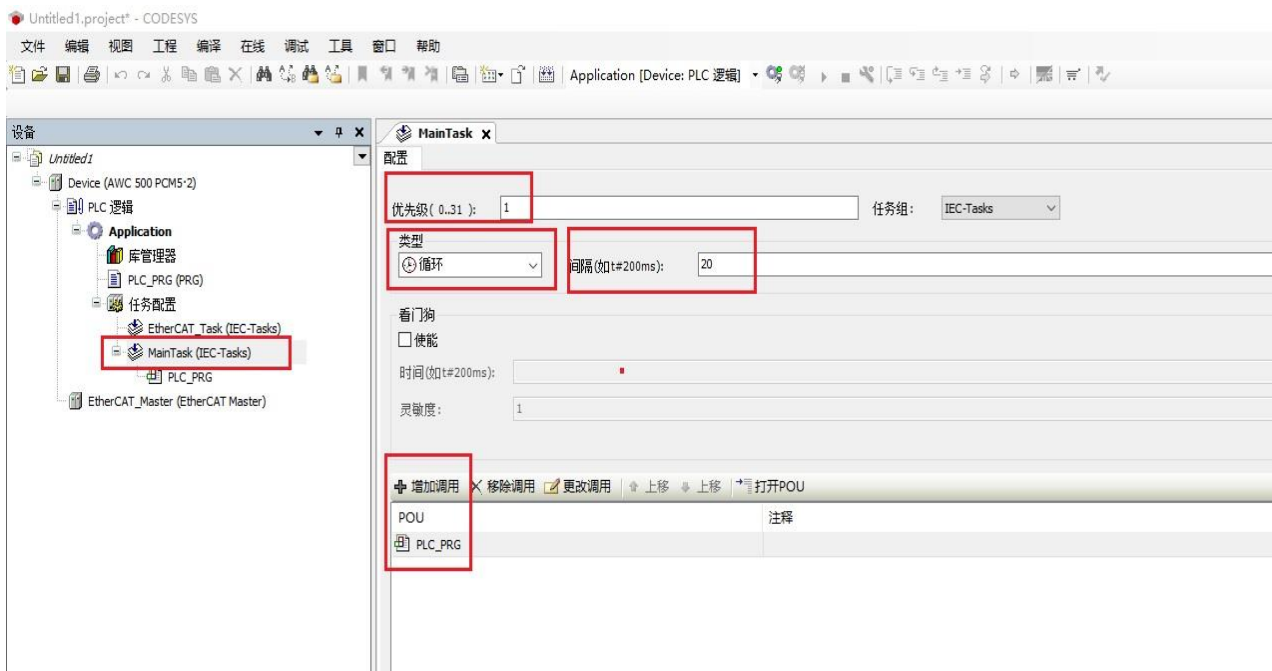 Untitled1.project* - CODESYS
文件 编辑 视图 工程 编译 在线 调试 工具 窗口 帮助
Application [Device: PLC 逻辑]
设备
MainTask
Untitled1
配置
Device (AWC 500 PCM5-2)
PLC 逻辑
优先级( 0..31 ): 1 任务组: IEC-Tasks
Application
类型
库管理器
循环 间隔(如t#200ms): 20
PLC_PRG (PRG)
任务配置
看门狗
EtherCAT_Task (IEC-Tasks)
使能
MainTask (IEC-Tasks)
时间(如t#200ms):
PLC_PRG
EtherCAT_Master (EtherCAT Master)
灵敏度: 1
增加调用 移除调用 更改调用 上移 上移 打开POU
POU 注释
PLC_PRG